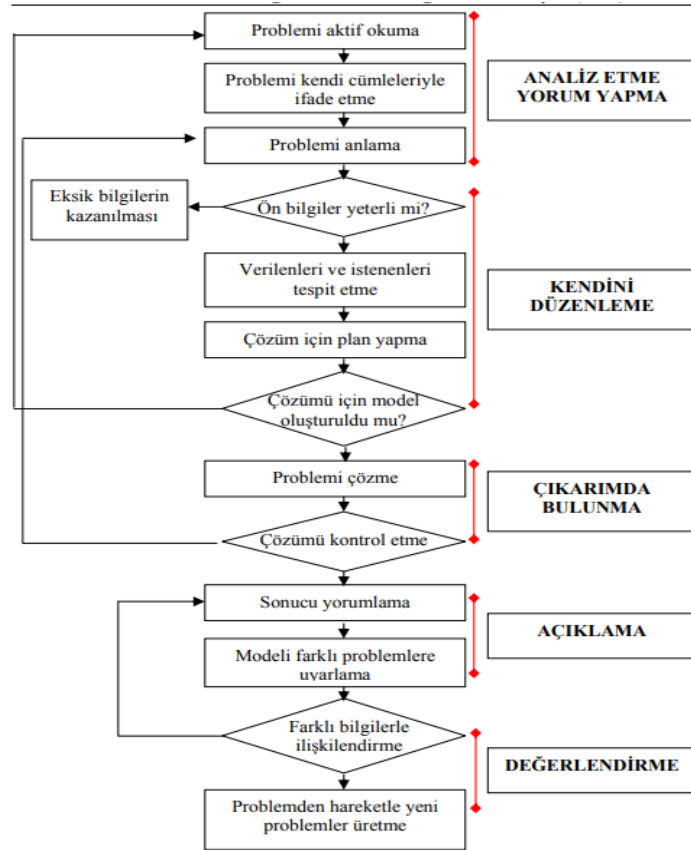 Problemi aktif okuma
Problemi kendi cümleleriyle
ifade etme
Problemi anlama
ANALİZ ETME
YORUM YAPMA
Eksik bilgilerin
kazanılması
Ön bilgiler yeterli mi?
Verilenleri ve istenenleri
tespit etme
Çözüm için plan yapma
Çözümü için model
oluşturuldu mu?
KENDİNİ
DÜZENLEME
Problemi çözme
Çözümü kontrol etme
ÇIKARIMDA
BULUNMA
Sonucu yorumlama
Modeli farklı problemlere
uyarlama
AÇIKLAMA
Farklı bilgilerle
ilişkilendirme
Problemden hareketle yeni
problemler üretme
DEĞERLENDİRME